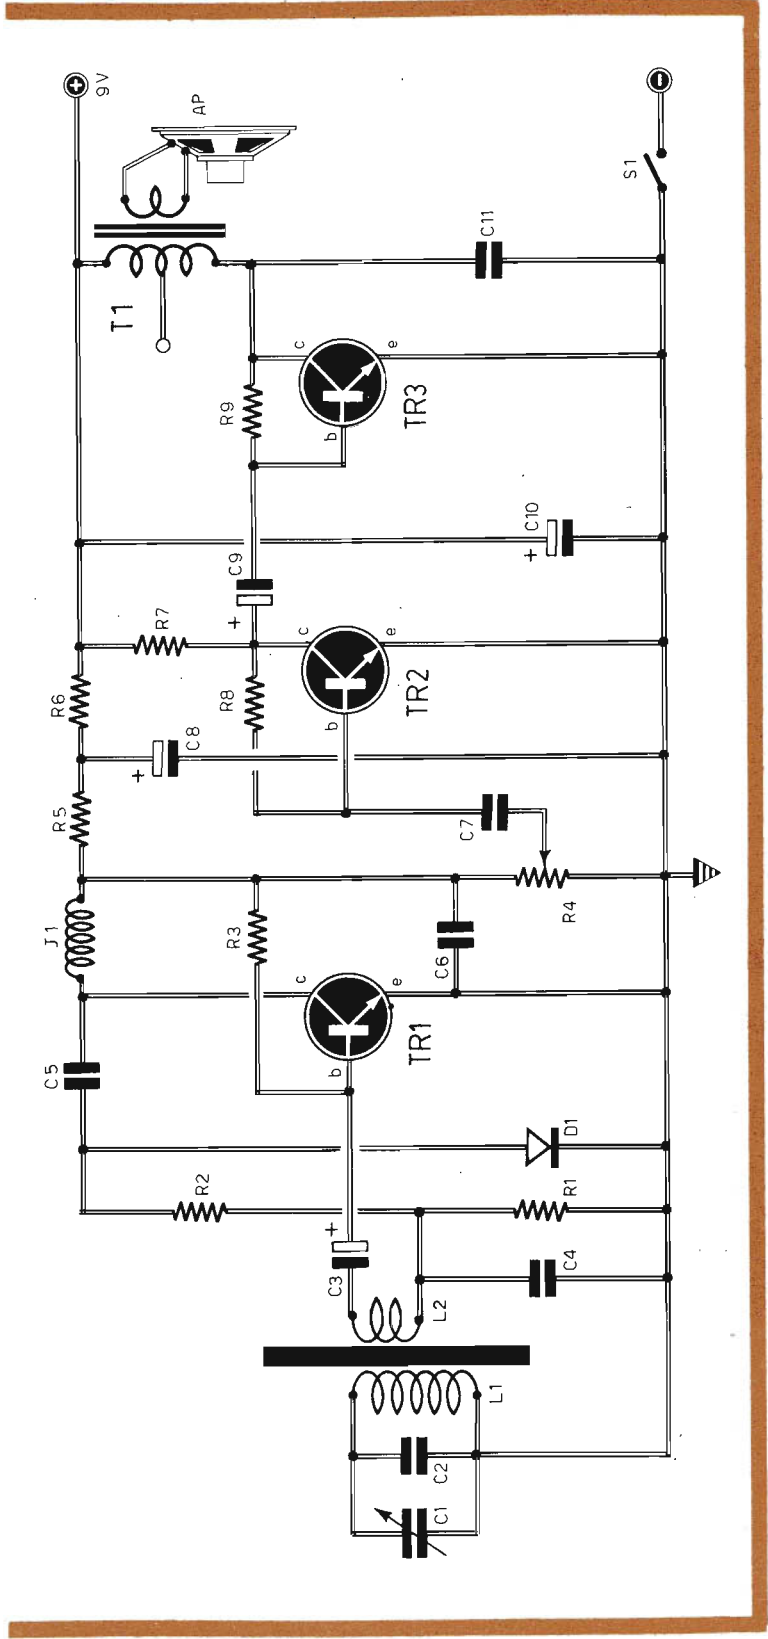 C1
C2
L1
L2
C3
+
C4
R1
R2
D1
C5
b
c
e
TR1
J1
R3
C6
R4
C7
R5
C8
+
R6
R8
R7
b
c
e
TR2
+
C9
+
C10
R9
b
c
e
TR3
T1
C11
AP
S1
+
9V
−